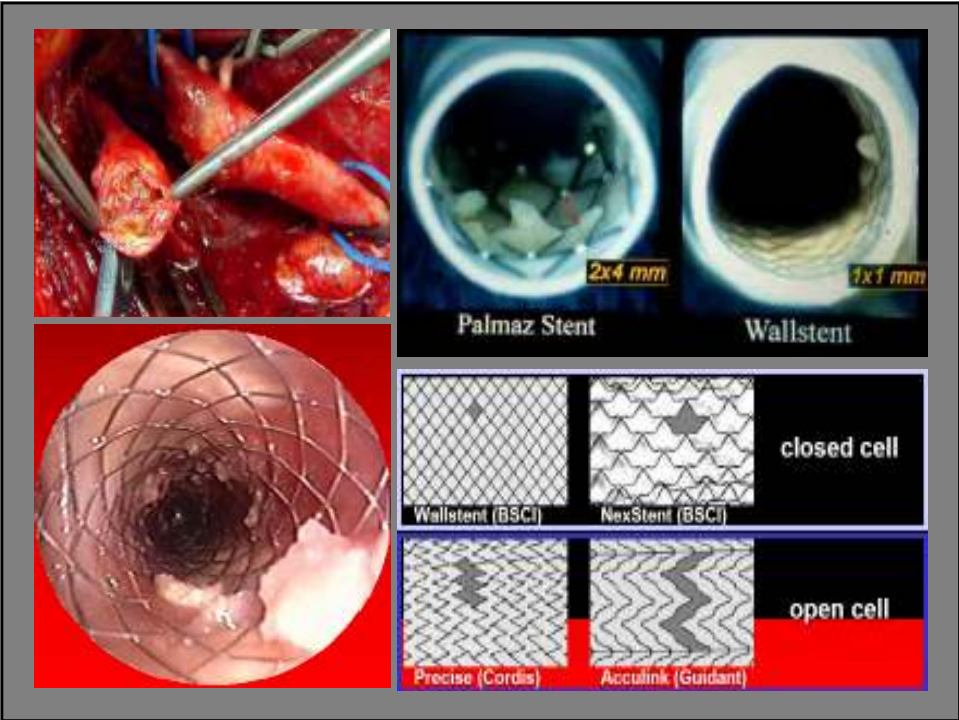 2x4 mm
1x1 mm
Palmaz Stent
Wallstent
Wallstent (BSCI)
NexStent (BSCI)
closed cell
Precise (Cordis)
Acculink (Guidant)
open cell